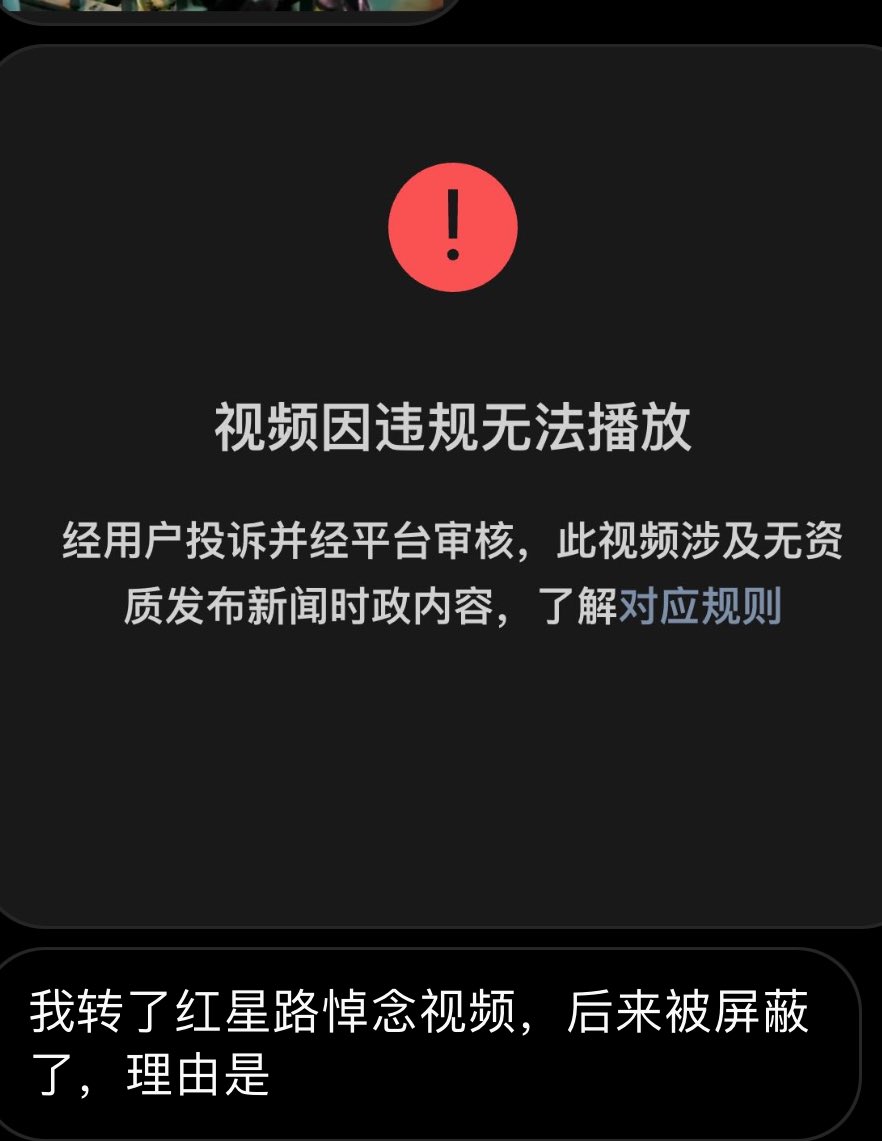 视频因违规无法播放
经用户投诉并经平台审核，此视频涉及无资
质发布新闻时政内容，了解对应规则
我转了红星路悼念视频，后来被屏蔽
了，理由是